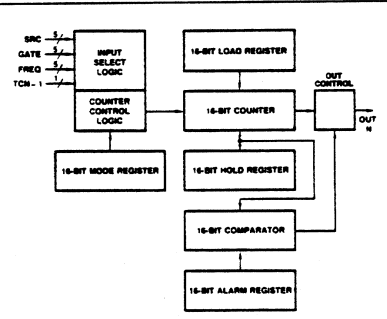 SRC 5
GATE 5
FREQ 5
TCN-1 1
INPUT
SELECT
LOGIC
COUNTER
CONTROL
LOGIC
16-BIT MODE REGISTER
16-BIT LOAD REGISTER
16-BIT COUNTER
16-BIT HOLD REGISTER
16-BIT COMPARATOR
16-BIT ALARM REGISTER
OUT
CONTROL
OUT
N